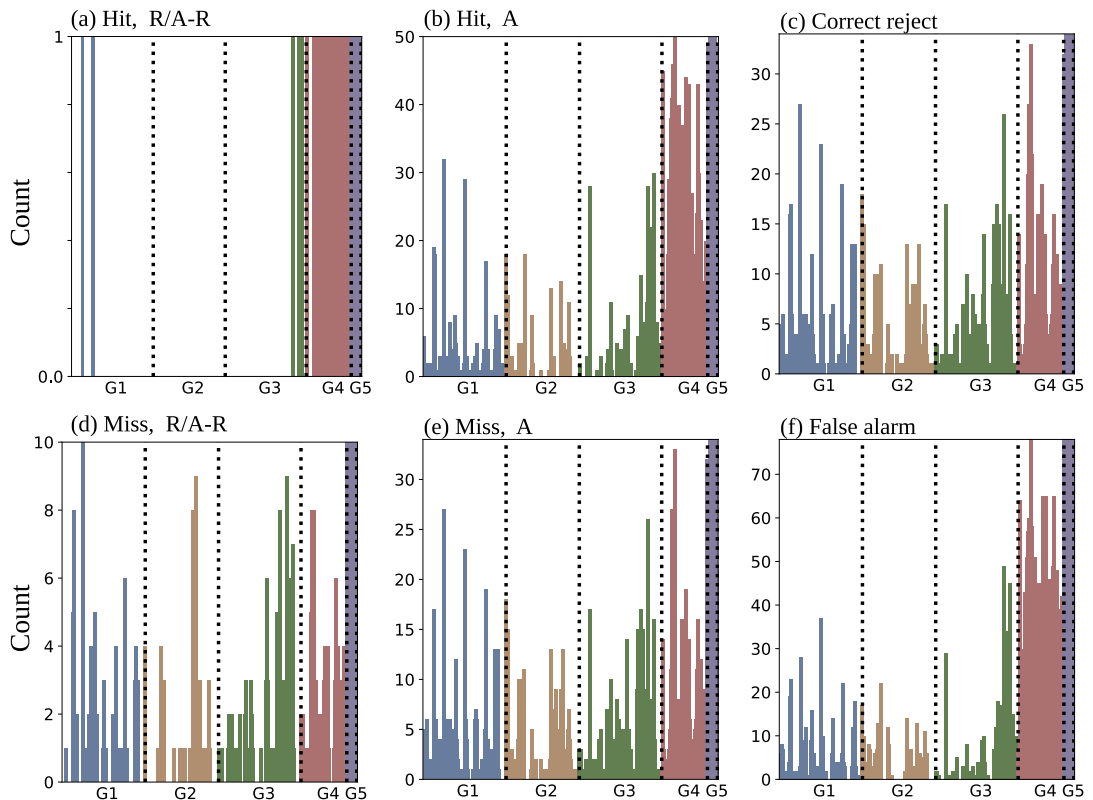 (a) Hit, R/A-R
1
0.0
Count
G1 G2 G3 G4 G5
(b) Hit, A
50
40
30
20
10
0
G1 G2 G3 G4 G5
(c) Correct reject
30
25
20
15
10
5
0
G1 G2 G3 G4 G5
(d) Miss, R/A-R
10
8
6
4
2
0
Count
G1 G2 G3 G4 G5
(e) Miss, A
30
25
20
15
10
5
0
G1 G2 G3 G4 G5
(f) False alarm
70
60
50
40
30
20
10
0
G1 G2 G3 G4 G5